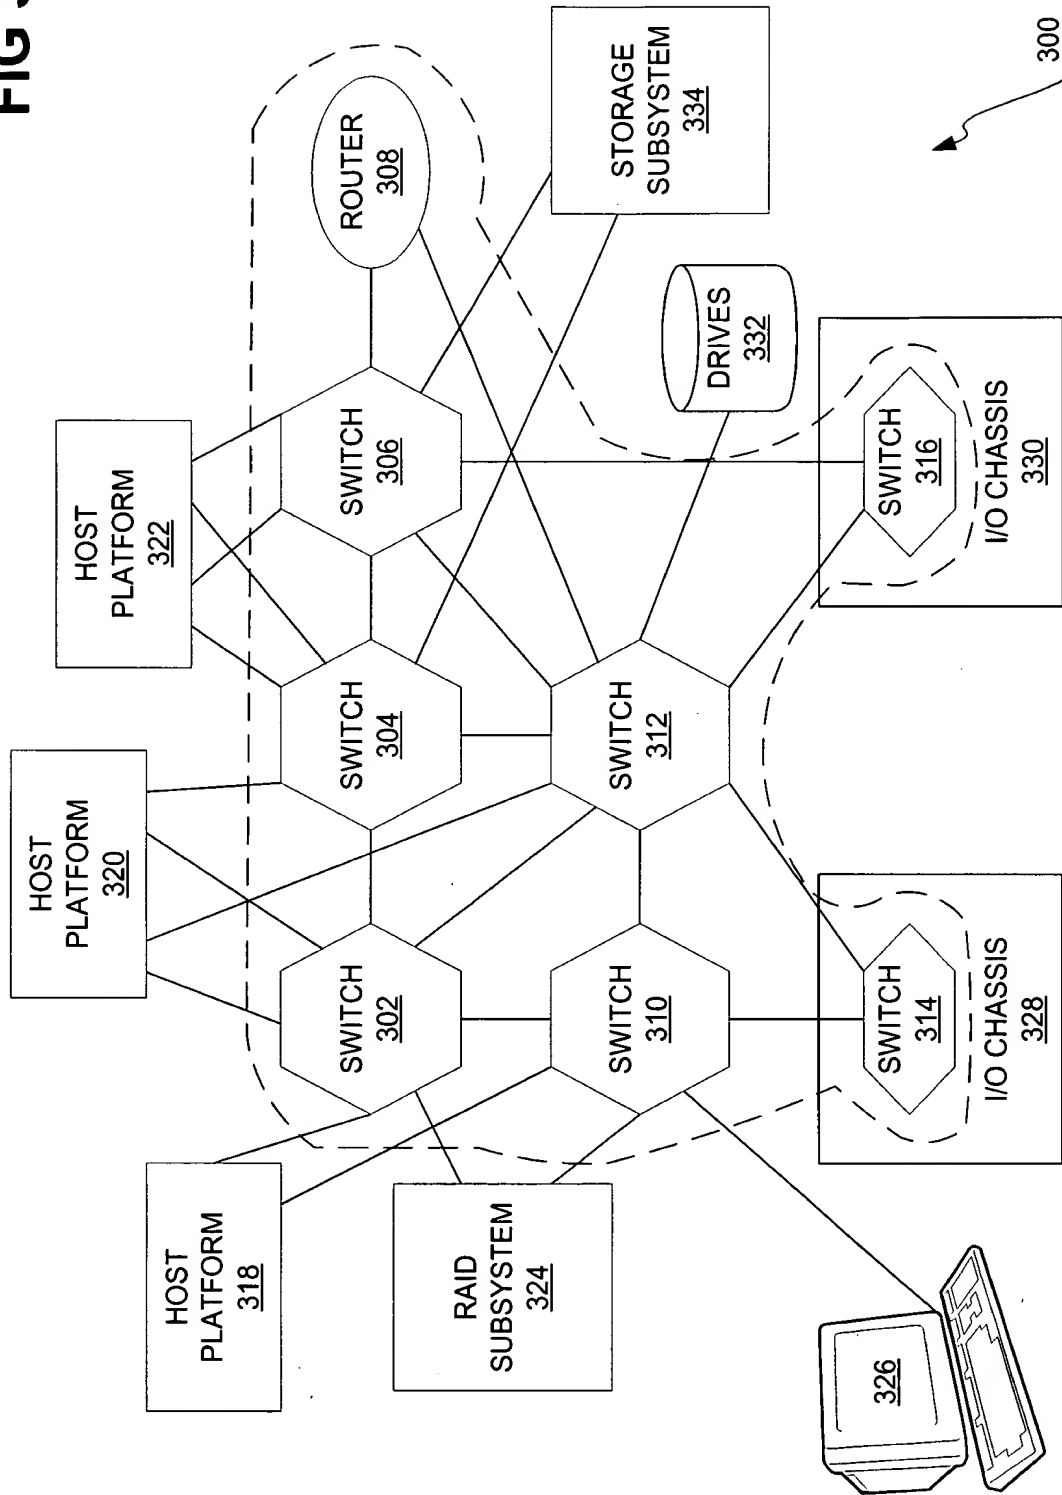 FIG
HOST
PLATFORM
320
HOST
PLATFORM
322
HOST
PLATFORM
318
SWITCH
302
SWITCH
304
SWITCH
306
ROUTER
308
RAID
SUBSYSTEM
324
SWITCH
310
SWITCH
312
STORAGE
SUBSYSTEM
334
DRIVES
332
326
SWITCH
314
I/O CHASSIS
328
SWITCH
316
I/O CHASSIS
330
300